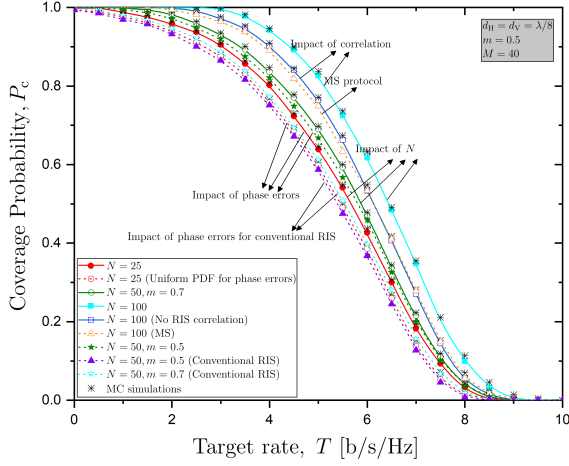 Coverage Probability, P_c
1.0
0.8
0.6
0.4
0.2
0.0
d_H = d_V = λ/8
m = 0.5
M = 40
Impact of correlation
MS protocol
Impact of N
Impact of phase errors
Impact of phase errors for conventional RIS
N = 25
N = 25 (Uniform PDF for phase errors)
N = 50, m = 0.7
N = 100
N = 100 (No RIS correlation)
N = 100 (MS)
N = 50, m = 0.5
N = 50, m = 0.5 (Conventional RIS)
N = 50, m = 0.7 (Conventional RIS)
MC simulations
0 2 4 6 8 10
Target rate, T [b/s/Hz]